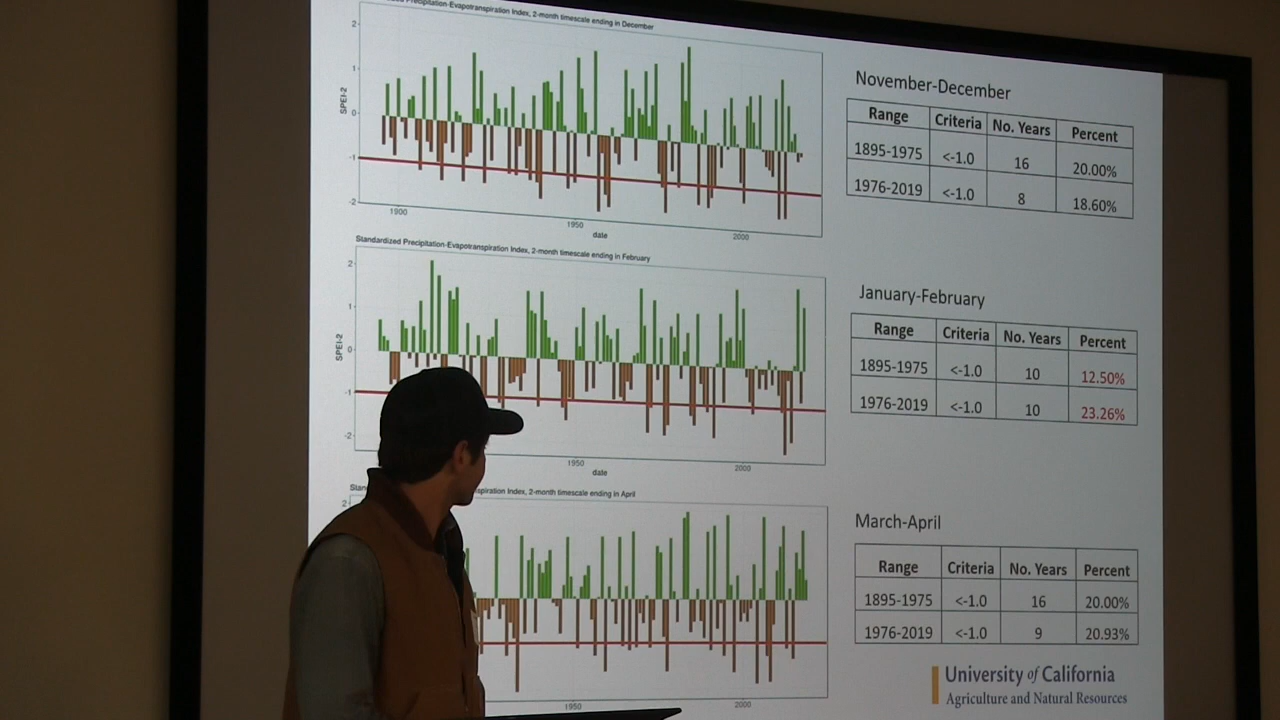 Precipitation-Evapotranspiration Index, 2-month timescale ending in December
SPEI-2
2
1
0
-1
-2
1900
1950
2000
date
November-December
Range Criteria No. Years Percent
1895-1975 <-1.0 16 20.00%
1976-2019 <-1.0 8 18.60%
Standardized Precipitation-Evapotranspiration Index, 2-month timescale ending in February
SPEI-2
2
1
0
-1
-2
1950
2000
date
January-February
Range Criteria No. Years Percent
1895-1975 <-1.0 10 12.50%
1976-2019 <-1.0 10 23.26%
Index, 2-month timescale ending in April
2
1950
2000
March-April
Range Criteria No. Years Percent
1895-1975 <-1.0 16 20.00%
1976-2019 <-1.0 9 20.93%
University of California
Agriculture and Natural Resources